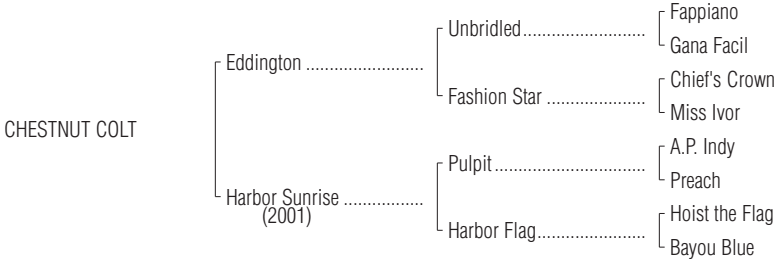 Fappiano
Unbridled..............................
Gana Facil
Eddington ........................
Chief's Crown
Fashion Star ......................
Miss Ivor
CHESTNUT COLT
A.P. Indy
Pulpit...................................
Preach
Harbor Sunrise ................
(2001)
Hoist the Flag
Harbor Flag.........................
Bayou Blue